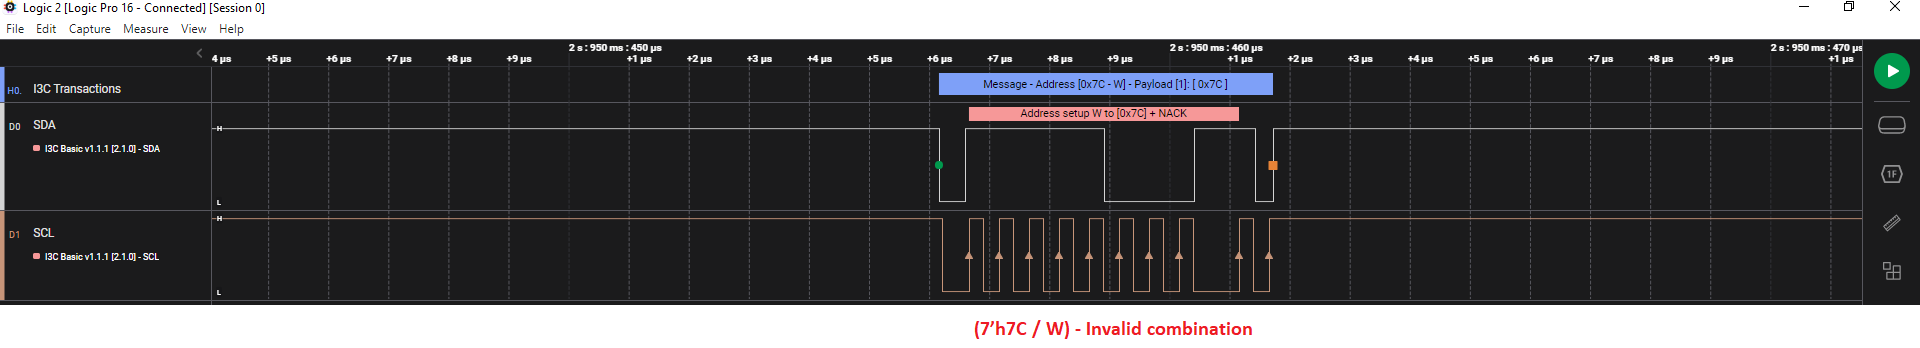 Logic 2 [Logic Pro 16 - Connected] [Session 0]
File Edit Capture Measure View Help
2 s : 950 ms : 450 µs 2 s : 950 ms : 460 µs 2 s : 950 ms : 470 µs
4 µs +5 µs +6 µs +7 µs +8 µs +9 µs +1 µs +2 µs +3 µs +4 µs +5 µs +6 µs +7 µs +8 µs +9 µs +1 µs +2 µs +3 µs +4 µs +5 µs +6 µs +7 µs +8 µs +9 µs +1 µs
H0. I3C Transactions Message - Address [0x7C - W] - Payload [1]: [ 0x7C ]
Address setup W to [0x7C] + NACK
D0 SDA H
I3C Basic v1.1.1 [2.1.0] - SDA
1F
L
H
D1 SCL
I3C Basic v1.1.1 [2.1.0] - SCL
L
(7’h7C / W) - Invalid combination